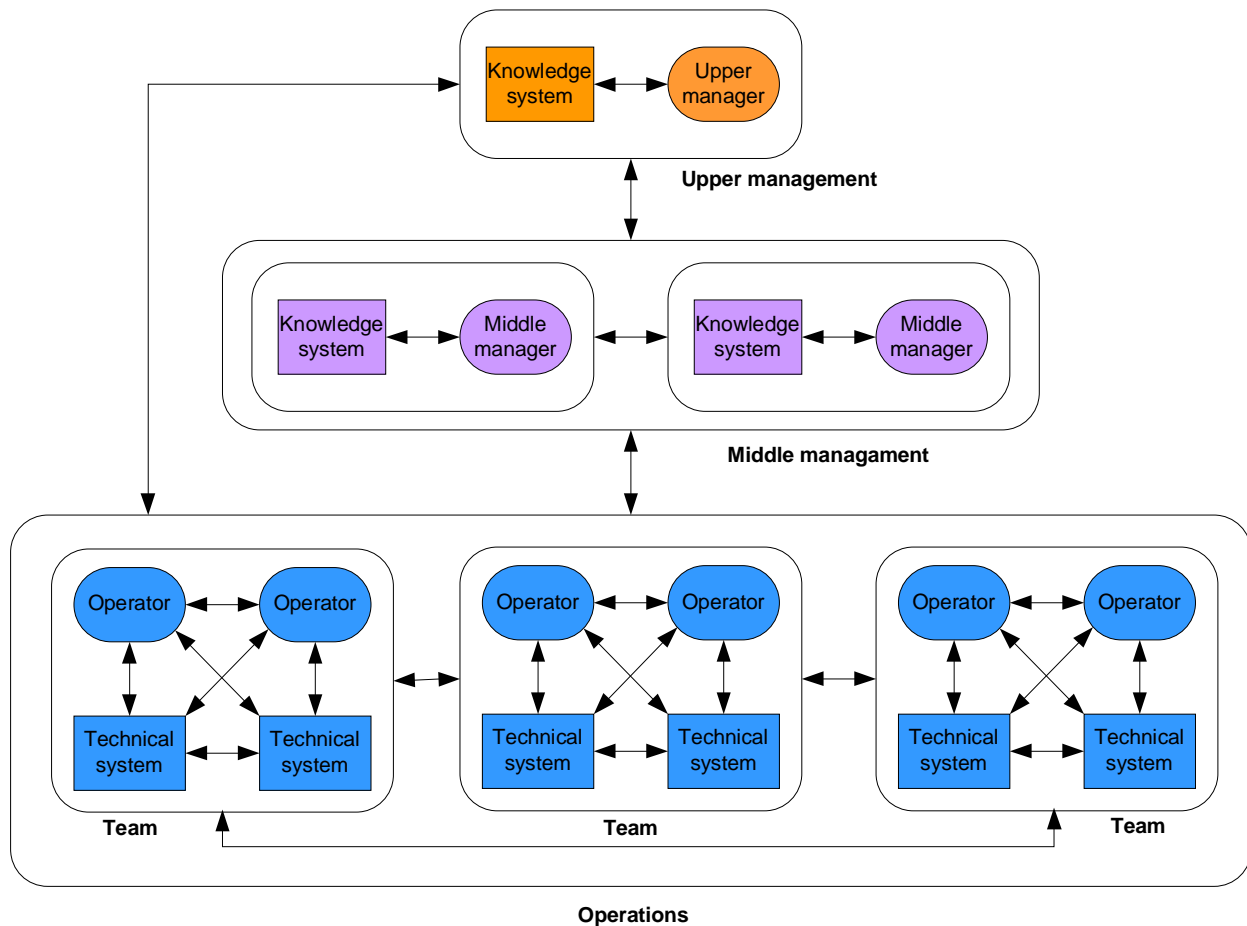 Knowledge
system
Upper
manager
Upper management
Knowledge
system
Middle
manager
Knowledge
system
Middle
manager
Middle managament
Operator
Operator
Technical
system
Technical
system
Team
Operator
Operator
Technical
system
Technical
system
Team
Operator
Operator
Technical
system
Technical
system
Team
Operations